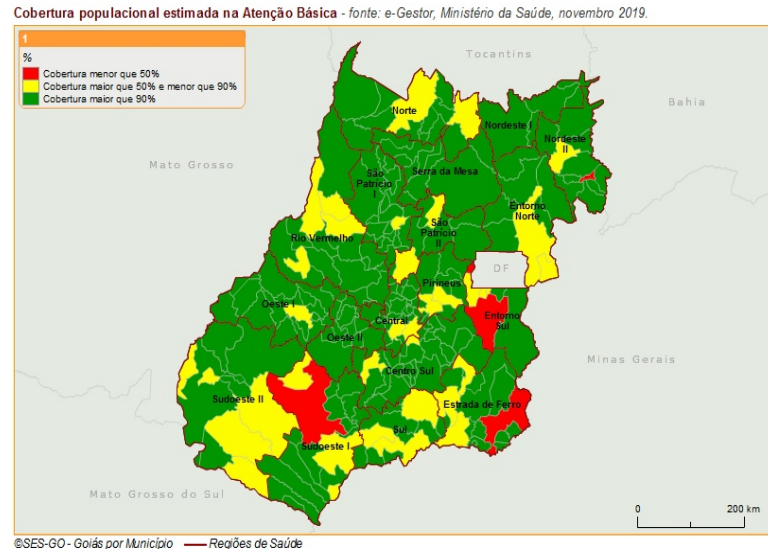 Cobertura populacional estimada na Atenção Básica - fonte: e-Gestor, Ministério da Saúde, novembro 2019.
1
%
Cobertura menor que 50%
Cobertura maior que 50% e menor que 90%
Cobertura maior que 90%
Tocantins
Bahia
Mato Grosso
Norte
Nordeste I
Nordeste
II
São
Patrício
I
Serra da Mesa
Entorno
Norte
São
Patrício
II
Rio Vermelho
DF
Pirineus
Oeste I
Entorno
Sul
Central
Oeste II
Minas Gerais
Centro Sul
Sudoeste II
Estrada de Ferro
Sul
Sudoeste I
Mato Grosso do Sul
0 200 km
©SES-GO - Goiás por Município Regiões de Saúde